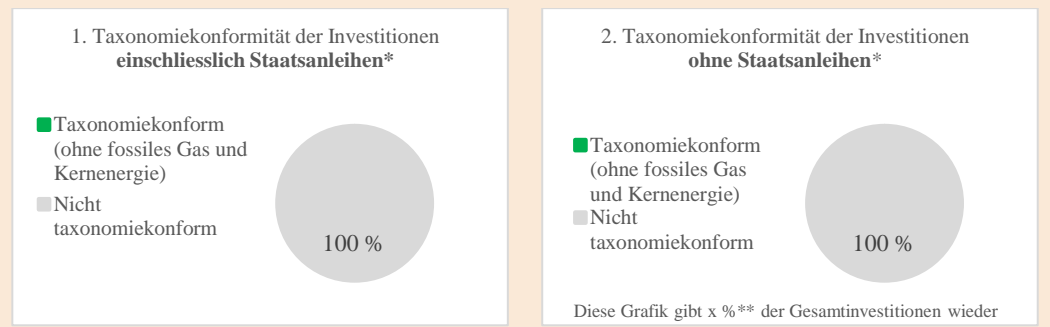 1. Taxonomiekonformität der Investitionen
einschliesslich Staatsanleihen*
Taxonomiekonform
(ohne fossiles Gas und
Kernenergie)
Nicht
taxonomiekonform
100 %
2. Taxonomiekonformität der Investitionen
ohne Staatsanleihen*
Taxonomiekonform
(ohne fossiles Gas
und Kernenergie)
Nicht
taxonomiekonform
100 %
Diese Grafik gibt x %** der Gesamtinvestitionen wieder